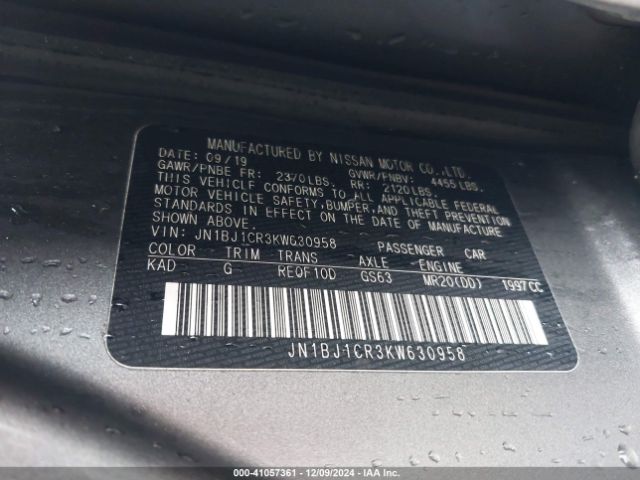 MANUFACTURED BY NISSAN MOTOR CO., LTD.
DATE: 09/19
GAWR/PNBE FR: 2370LBS. GVWR/PNBV: 4455LBS.
RR: 2120LBS.
THIS VEHICLE CONFORMS TO ALL APPLICABLE FEDERAL
MOTOR VEHICLE SAFETY, BUMPER, AND THEFT PREVENTION
STANDARDS IN EFFECT ON THE DATE OF MANUFACTURE
SHOWN ABOVE.
VIN: JN1BJ1CR3KW630958 PASSENGER CAR
COLOR TRIM TRANS AXLE ENGINE
KAD G RE0F10D GS63 MR20(DD) 1997CC
JN1BJ1CR3KW630958
000-41057361 - 12/09/2024 - IAA Inc.